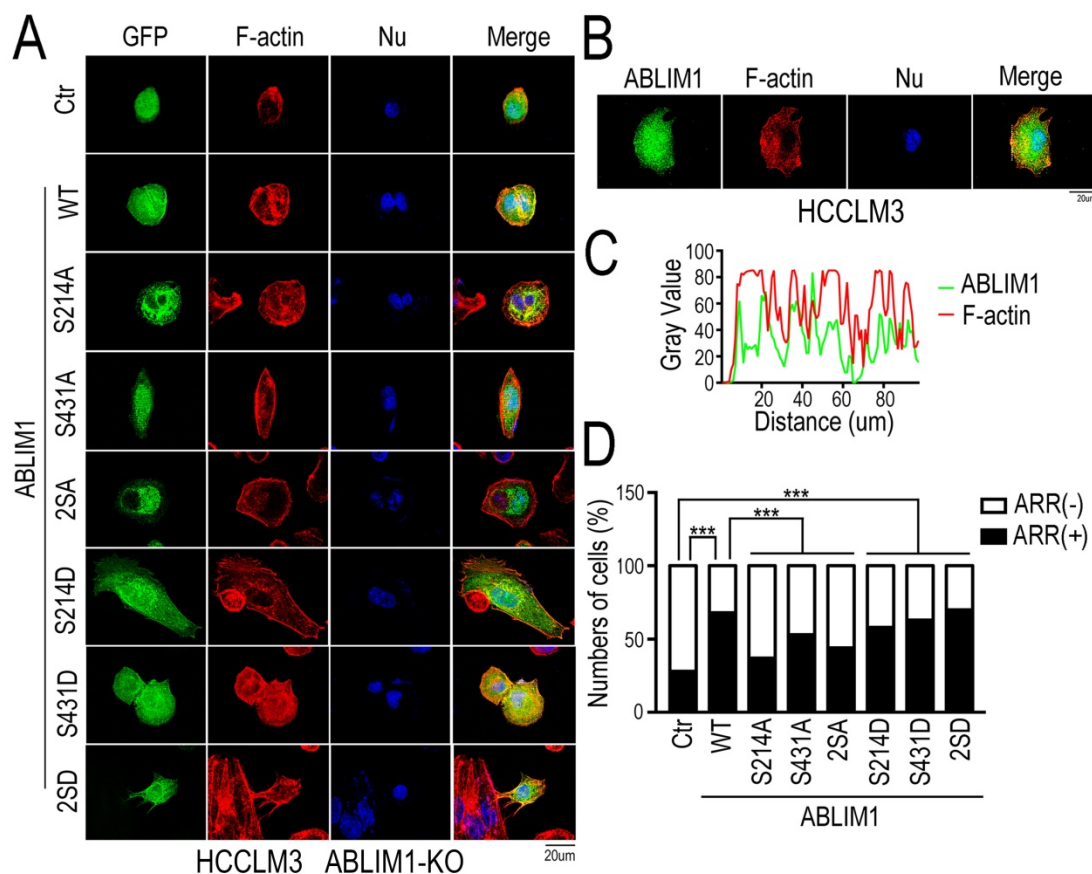 A
GFP F-actin Nu Merge
Ctr
WT
S214A
S431A
2SA
S214D
S431D
2SD
ABLIM1
HCCLM3 ABLIM1-KO
20um
B
ABLIM1 F-actin Nu Merge
HCCLM3
C
Gray Value
100
80
60
40
20
0
20 40 60 80
Distance (um)
ABLIM1
F-actin
D
Numbers of cells (%)
150
100
50
0
***
***
***
ARR(-)
ARR(+)
Ctr WT S214A S431A 2SA S214D S431D 2SD
ABLIM1